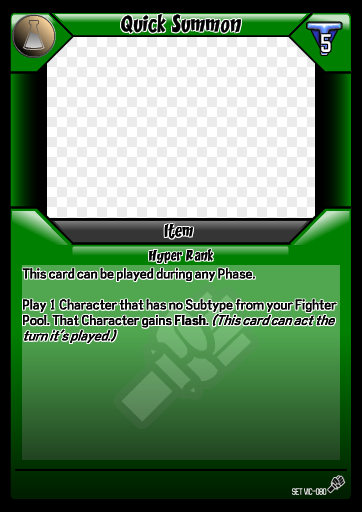 Quick Summon
5
Item
Hyper Rank
This card can be played during any Phase.
Play 1 Character that has no Subtype from your Fighter
Pool. That Character gains Flash. (This card can act the
turn it's played.)
SET VIC-080